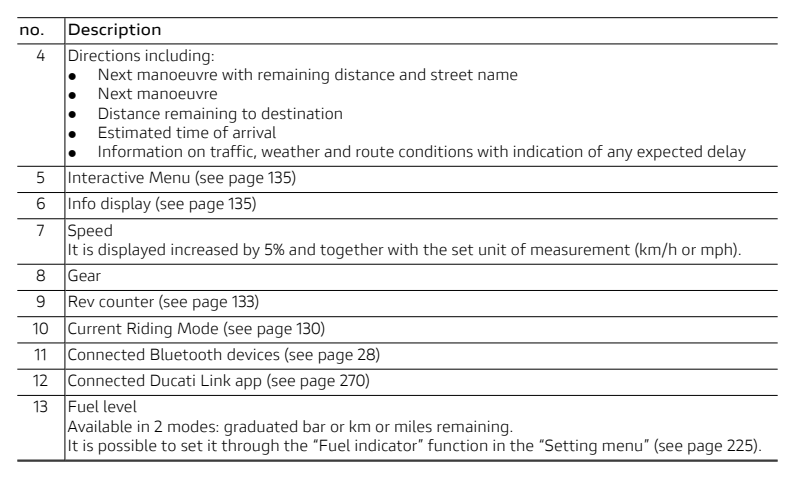 no. Description
4 Directions including:
● Next manoeuvre with remaining distance and street name
● Next manoeuvre
● Distance remaining to destination
● Estimated time of arrival
● Information on traffic, weather and route conditions with indication of any expected delay
5 Interactive Menu (see page 135)
6 Info display (see page 135)
7 Speed
It is displayed increased by 5% and together with the set unit of measurement (km/h or mph).
8 Gear
9 Rev counter (see page 133)
10 Current Riding Mode (see page 130)
11 Connected Bluetooth devices (see page 28)
12 Connected Ducati Link app (see page 270)
13 Fuel level
Available in 2 modes: graduated bar or km or miles remaining.
It is possible to set it through the “Fuel indicator” function in the “Setting menu” (see page 225).